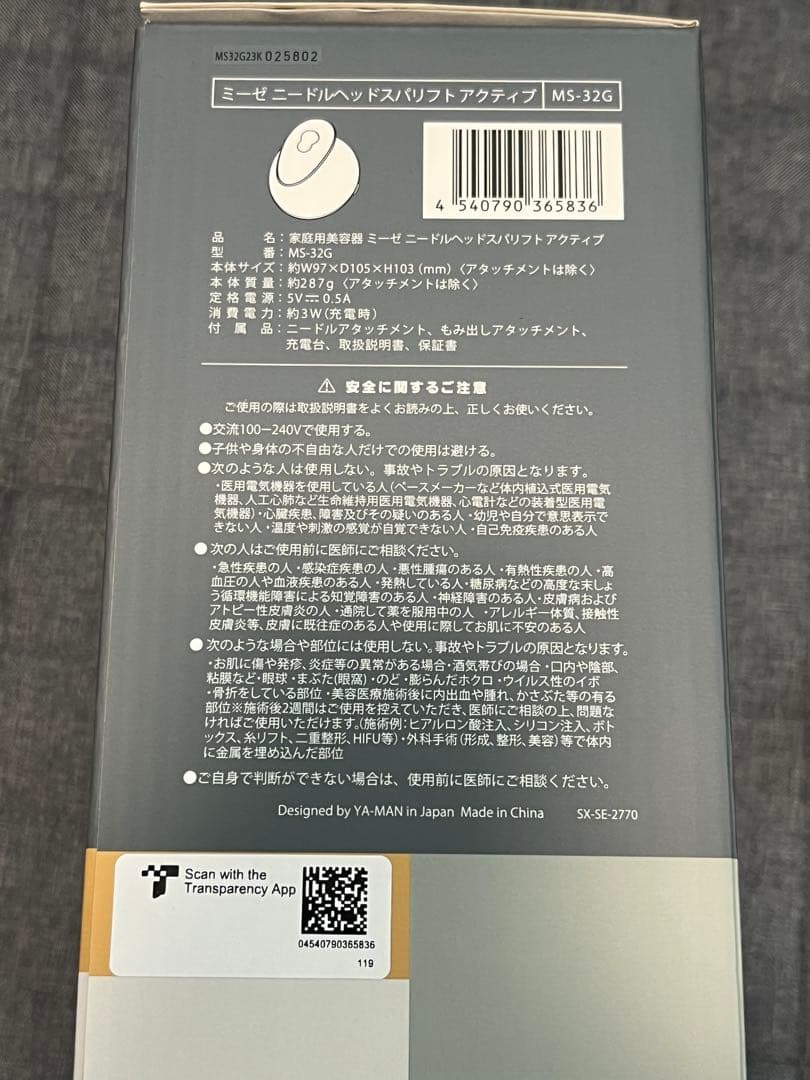 MS32G23K 025802
ミーゼ ニードルヘッドスパリフト アクティブ MS-32G
4 540790 365836
品名：家庭用美容器 ミーゼ ニードルヘッドスパリフト アクティブ
型番：MS-32G
本体サイズ：約W97×D105×H103（mm）〈アタッチメントは除く〉
本体質量：約287g〈アタッチメントは除く〉
定格電源：5V⎓0.5A
消費電力：約3W（充電時）
付属品：ニードルアタッチメント、もみ出しアタッチメント、
充電台、取扱説明書、保証書
⚠ 安全に関するご注意
ご使用の際は取扱説明書をよくお読みの上、正しくお使いください。
●交流100－240Vで使用する。
●子供や身体の不自由な人だけでの使用は避ける。
●次のような人は使用しない。事故やトラブルの原因となります。
・医用電気機器を使用している人（ペースメーカーなど体内植込式医用電気
機器、人工心肺など生命維持用医用電気機器、心電計などの装着型医用電
気機器）・心臓疾患、障害及びその疑いのある人・幼児や自分で意思表示で
きない人・温度や刺激の感覚が自覚できない人・自己免疫疾患のある人
●次の人はご使用前に医師にご相談ください。
・急性疾患の人・感染症疾患の人・悪性腫瘍のある人・有熱性疾患の人・高
血圧の人や血液疾患のある人・発熱している人・糖尿病などの高度な末しょ
う循環機能障害による知覚障害のある人・神経障害のある人・皮膚病および
アトピー性皮膚炎の人・通院して薬を服用中の人 ・アレルギー体質、接触性
皮膚炎等、皮膚に既往症のある人や使用に際してお肌に不安のある人
●次のような場合や部位には使用しない。事故やトラブルの原因となります。
・お肌に傷や発疹、炎症等の異常がある場合・酒気帯びの場合・口内や陰部、
粘膜など・眼球・まぶた(眼窩)・のど・膨らんだホクロ・ウイルス性のイボ
・骨折をしている部位・美容医療施術後に内出血や腫れ、かさぶた等の有る
部位※施術後2週間はご使用を控えていただき、医師にご相談の上、問題な
ければご使用いただけます。（施術例：ヒアルロン酸注入、シリコン注入、ボト
ックス、糸リフト、二重整形、HIFU等）・外科手術（形成、整形、美容）等で体内
に金属を埋め込んだ部位
●ご自身で判断ができない場合は、使用前に医師にご相談ください。
Designed by YA-MAN in Japan Made in China SX-SE-2770
Scan with the
Transparency App
04540790365836
119